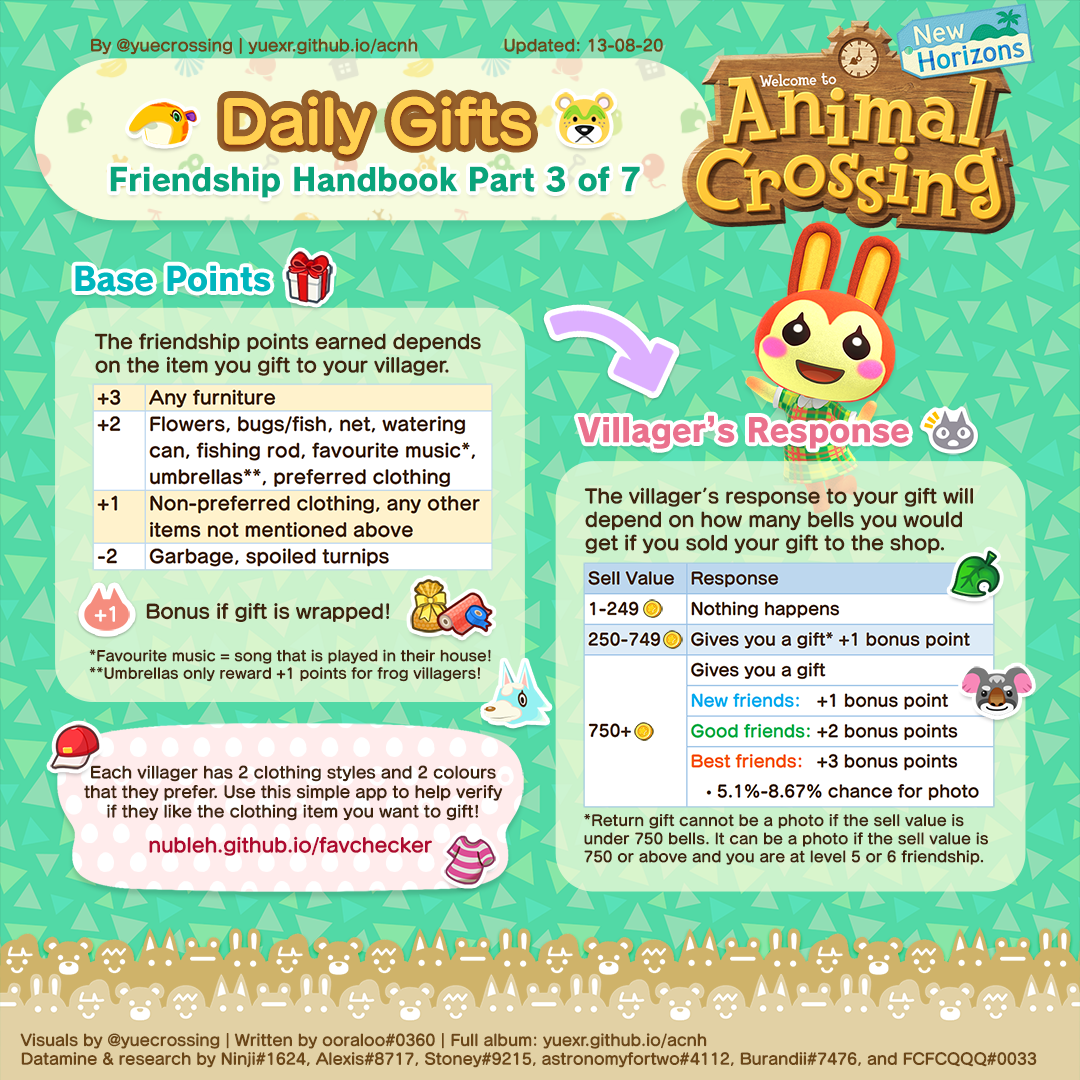 By @yuecrossing | yuexr.github.io/acnh
Updated: 13-08-20
New
Horizons
Welcome to
Animal
Crossing
Daily Gifts
Friendship Handbook Part 3 of 7
Base Points
The friendship points earned depends
on the item you gift to your villager.
+3 Any furniture
+2 Flowers, bugs/fish, net, watering
can, fishing rod, favourite music*,
umbrellas**, preferred clothing
+1 Non-preferred clothing, any other
items not mentioned above
-2 Garbage, spoiled turnips
+1 Bonus if gift is wrapped!
*Favourite music = song that is played in their house!
**Umbrellas only reward +1 points for frog villagers!
Each villager has 2 clothing styles and 2 colours
that they prefer. Use this simple app to help verify
if they like the clothing item you want to gift!
nubleh.github.io/favchecker
Villager's Response
The villager's response to your gift will
depend on how many bells you would
get if you sold your gift to the shop.
Sell Value Response
1-249 Nothing happens
250-749 Gives you a gift* +1 bonus point
750+ Gives you a gift
New friends: +1 bonus point
Good friends: +2 bonus points
Best friends: +3 bonus points
• 5.1%-8.67% chance for photo
*Return gift cannot be a photo if the sell value is
under 750 bells. It can be a photo if the sell value is
750 or above and you are at level 5 or 6 friendship.
Visuals by @yuecrossing | Written by ooraloo#0360 | Full album: yuexr.github.io/acnh
Datamine & research by Ninji#1624, Alexis#8717, Stoney#9215, astronomyfortwo#4112, Burandii#7476, and FCFCQQQ#0033